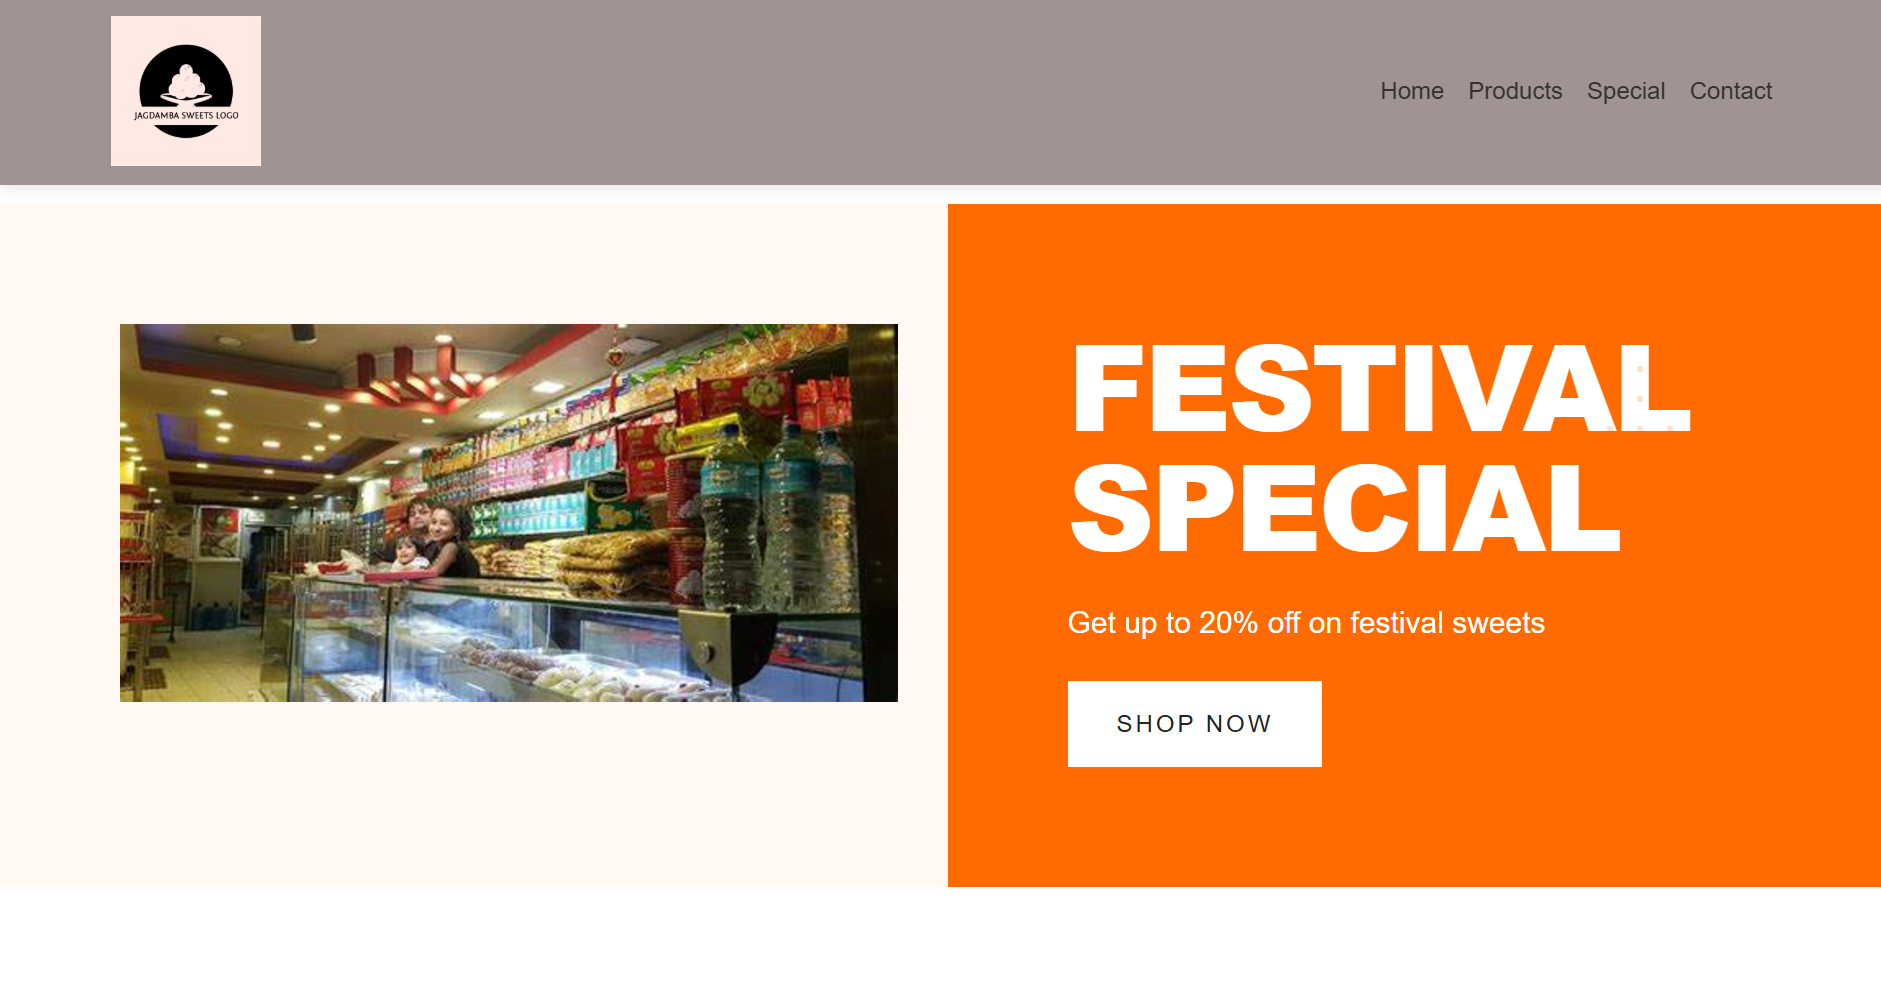 JAGDAMBA SWEETS LOGO
Home Products Special Contact
FESTIVAL
SPECIAL
Get up to 20% off on festival sweets
SHOP NOW